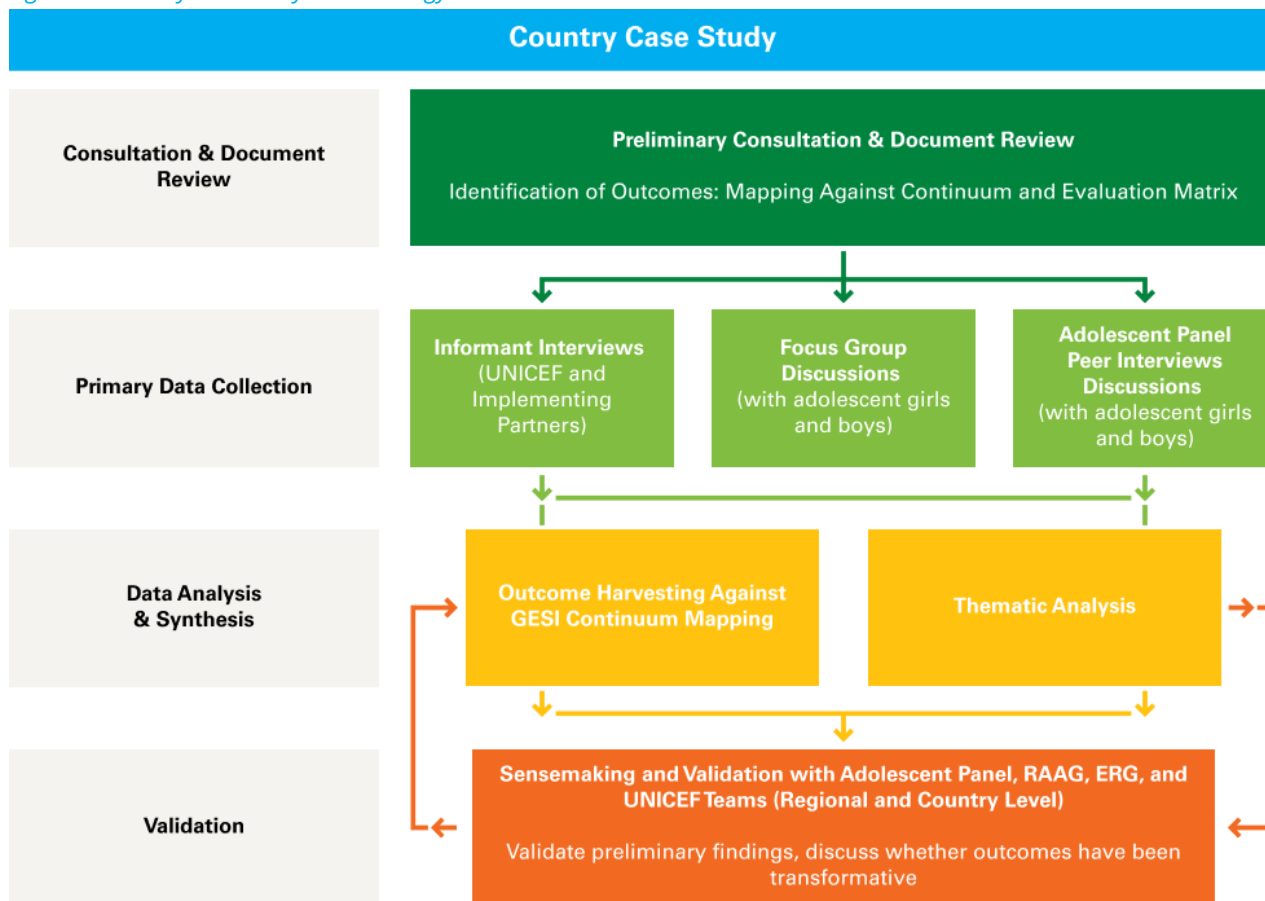 Country Case Study
Consultation & Document
Review
Preliminary Consultation & Document Review
Identification of Outcomes: Mapping Against Continuum and Evaluation Matrix
Primary Data Collection
Informant Interviews
(UNICEF and
Implementing
Partners)
Focus Group
Discussions
(with adolescent girls
and boys)
Adolescent Panel
Peer Interviews
Discussions
(with adolescent girls
and boys)
Data Analysis
& Synthesis
Outcome Harvesting Against
GESI Continuum Mapping
Thematic Analysis
Validation
Sensemaking and Validation with Adolescent Panel, RAAG, ERG, and
UNICEF Teams (Regional and Country Level)
Validate preliminary findings, discuss whether outcomes have been
transformative